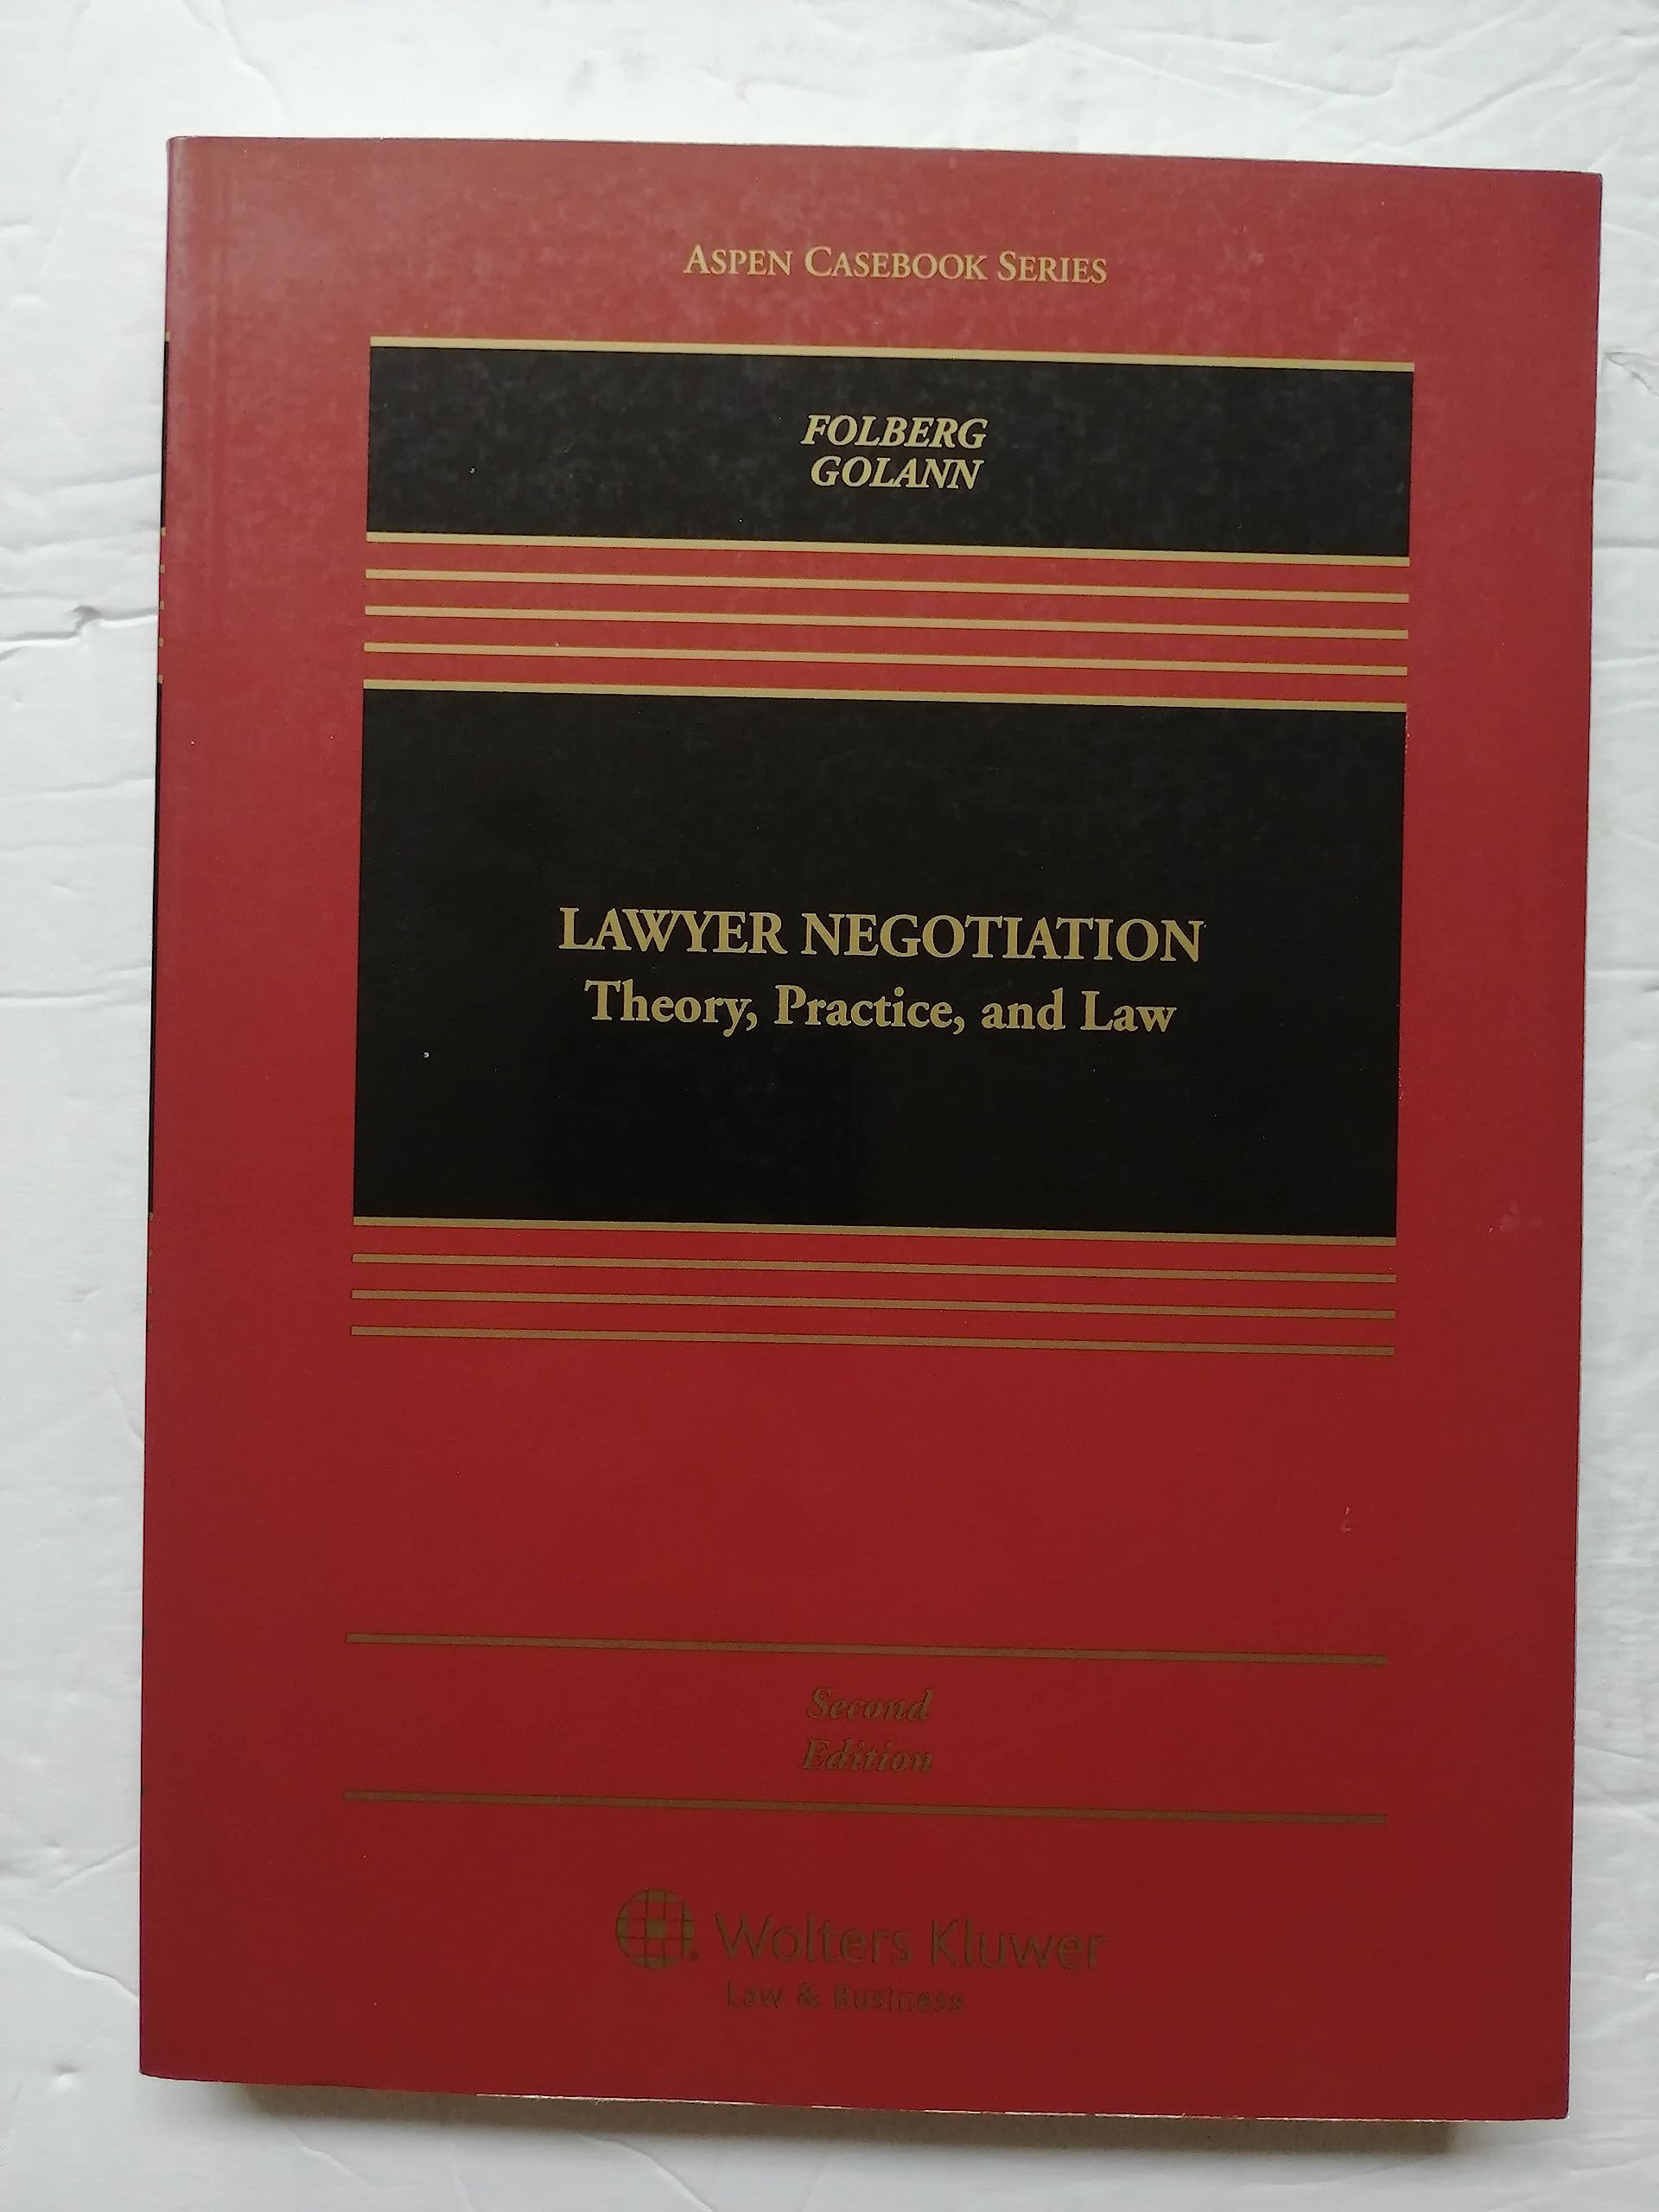 ASPEN CASEBOOK SERIES
FOLBERG
GOLANN
LAWYER NEGOTIATION
Theory, Practice, and Law
Second
Edition
Wolters Kluwer
Law & Business